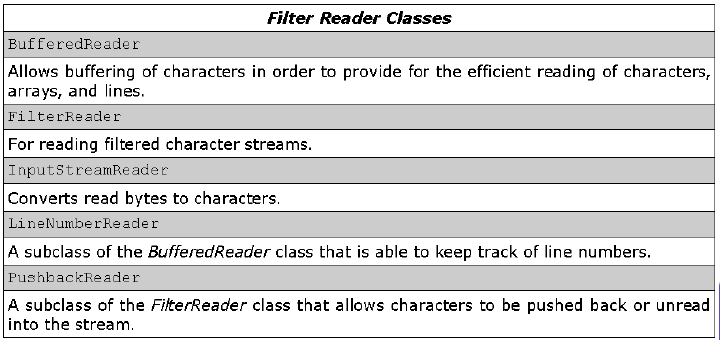 Filter Reader Classes
BufferedReader
Allows buffering of characters in order to provide for the efficient reading of characters,
arrays, and lines.
FilterReader
For reading filtered character streams.
InputStreamReader
Converts read bytes to characters.
LineNumberReader
A subclass of the BufferedReader class that is able to keep track of line numbers.
PushbackReader
A subclass of the FilterReader class that allows characters to be pushed back or unread
into the stream.